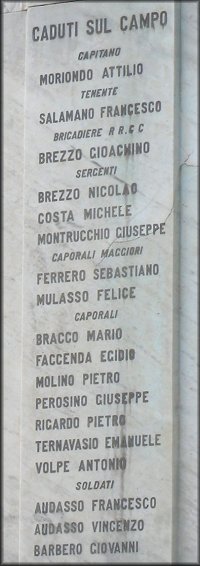 CADUTI SUL CAMPO
CAPITANO
MORIONDO ATTILIO
TENENTE
SALAMANO FRANCESCO
BRIGADIERE R R . C C
BREZZO GIOACHINO
SERGENTI
BREZZO NICOLAO
COSTA MICHELE
MONTRUCCHIO GIUSEPPE
CAPORALI MAGGIORI
FERRERO SEBASTIANO
MULASSO FELICE
CAPORALI
BRACCO MARIO
FACCENDA EGIDIO
MOLINO PIETRO
PEROSINO GIUSEPPE
RICARDO PIETRO
TERNAVASIO EMANUELE
VOLPE ANTONIO
SOLDATI
AUDASSO FRANCESCO
AUDASSO VINCENZO
BARBERO GIOVANNI